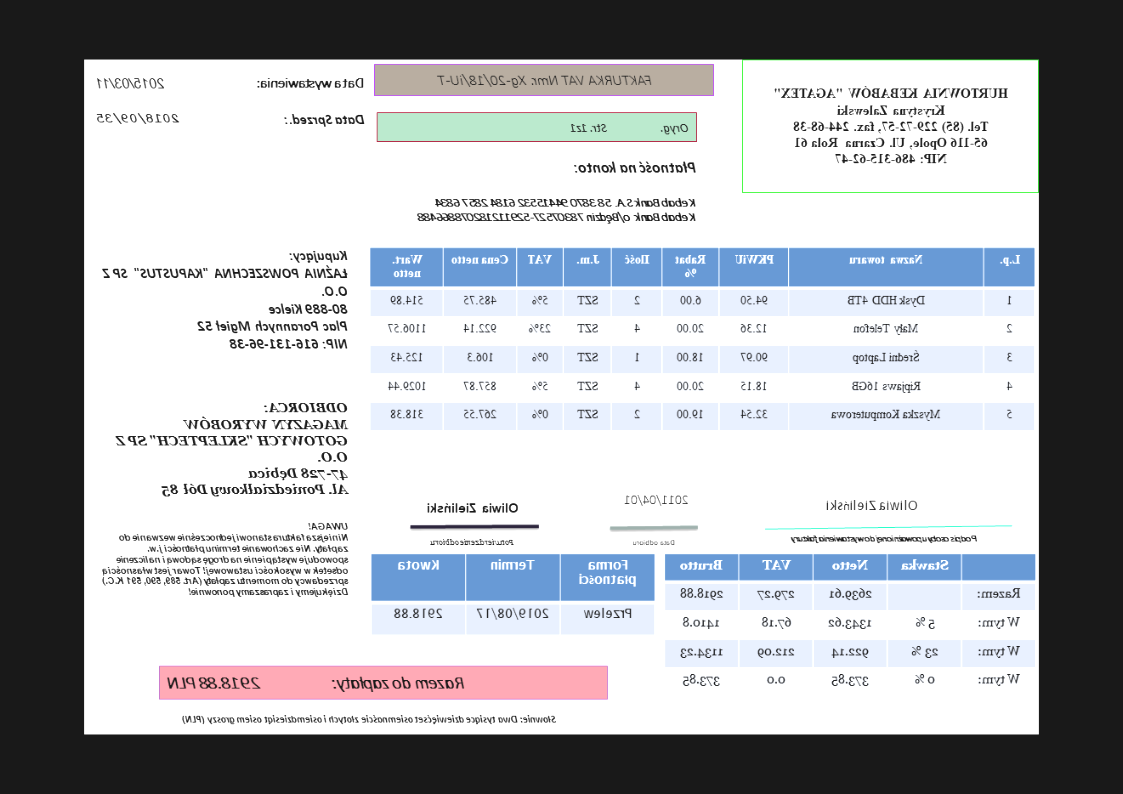 HURTOWNIA KEBABÓW "AGATEX"
Krystyna Zalewski
Tel. (85) 229-72-57, fax. 244-68-38
65-116 Opole, Ul. Czarna Rola 61
NIP: 486-315-62-47
FAKTURKA VAT Nmr. Xg-20/18/IU-T
Oryg. Str. 1z1
Data wystawienia: 2015/03/11
Data Sprzed.: 2018/09/35
Płatność na konto:
KebabBank S.A. 58 3870 9441 5532 6184 2857 6834
KebabBank o/Będzin 78307527-529111218207886488
L.p. Nazwa towaru PKWiU Rabat % Ilość J.m. VAT Cena netto Wart. netto
1 Dysk HDD 4TB 94.50 6.00 2 SZT 5% 485.75 514.89
2 Mały Telefon 12.36 20.00 4 SZT 23% 922.14 1106.57
3 Średni Laptop 90.97 18.00 1 SZT 0% 106.3 125.43
4 Ripjaws 16GB 18.15 20.00 4 SZT 5% 857.87 1029.44
5 Myszka Komputerowa 32.54 19.00 2 SZT 0% 267.55 318.38
Kupujący:
ŁAŹNIA POWSZECHNA "KAPUSTUS" SP Z
O.O.
80-889 Kielce
Plac Porannych Mgieł 52
NIP: 616-131-96-38
ODBIORCA:
MAGAZYN WYROBÓW
GOTOWYCH "SKLEPTECH" SP Z
O.O.
47-728 Dębica
Al. Poniedziałkowy Dół 85
Oliwia Zieliński
Podpis osoby upoważnionej do wystawienia faktury
2011/04/01
Data odbioru
Oliwia Zieliński
Potwierdzenie odbioru
UWAGA!
Niniejsza faktura stanowi jednocześnie wezwanie do
zapłaty. Nie zachowanie terminu płatności j.w.
spowoduje wystąpienie na drogę sądową i naliczenie
odsetek w wysokości ustawowej! Towar jest własnością
sprzedawcy do momentu zapłaty (Art. 589, 590, 591 K.C.)
Dziękujemy i zapraszamy ponownie!
Stawka Netto VAT Brutto
Razem: 2639.61 279.27 2918.88
W tym: 5 % 1343.62 67.18 1410.8
W tym: 23 % 922.14 212.09 1134.23
W tym: 0 % 373.85 0.0 373.85
Forma płatności Termin Kwota
Przelew 2019/08/17 2918.88
Razem do zapłaty: 2918.88 PLN
Słownie: Dwa tysiące dziewięćset osiemnaście złotych i osiemdziesiąt osiem groszy (PLN)